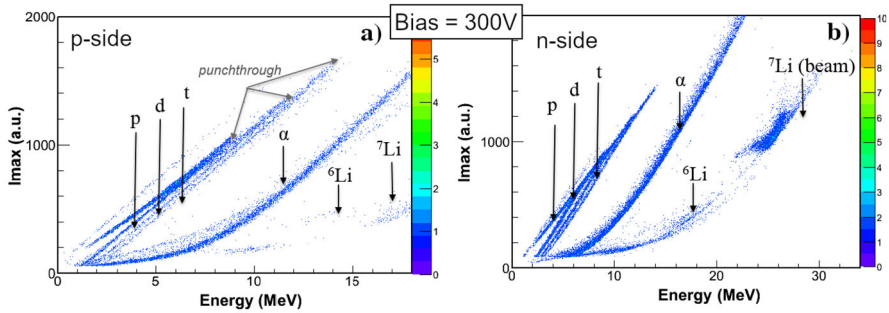 Bias = 300V
p-side
a)
punchthrough
p
d
t
α
⁶Li
⁷Li
2000
1000
0
Imax (a.u.)
0
5
10
15
Energy (MeV)
5
4
3
2
1
0
n-side
b)
⁷Li (beam)
p
d
t
α
⁶Li
2000
1000
0
Imax (a.u.)
0
10
20
30
Energy (MeV)
10
9
8
7
6
5
4
3
2
1
0